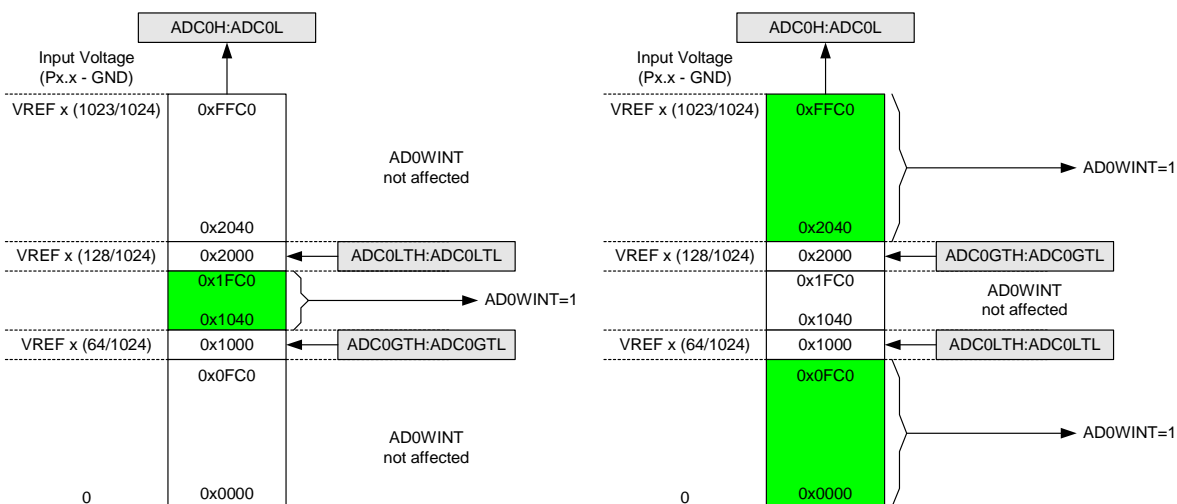 ADC0H:ADC0L
Input Voltage
(Px.x - GND)
VREF x (1023/1024)
0xFFC0
AD0WINT
not affected
0x2040
VREF x (128/1024)
0x2000
ADC0LTH:ADC0LTL
0x1FC0
AD0WINT=1
0x1040
VREF x (64/1024)
0x1000
ADC0GTH:ADC0GTL
0x0FC0
AD0WINT
not affected
0
0x0000
ADC0H:ADC0L
Input Voltage
(Px.x - GND)
VREF x (1023/1024)
0xFFC0
AD0WINT=1
0x2040
VREF x (128/1024)
0x2000
ADC0GTH:ADC0GTL
0x1FC0
AD0WINT
not affected
0x1040
VREF x (64/1024)
0x1000
ADC0LTH:ADC0LTL
0x0FC0
AD0WINT=1
0
0x0000